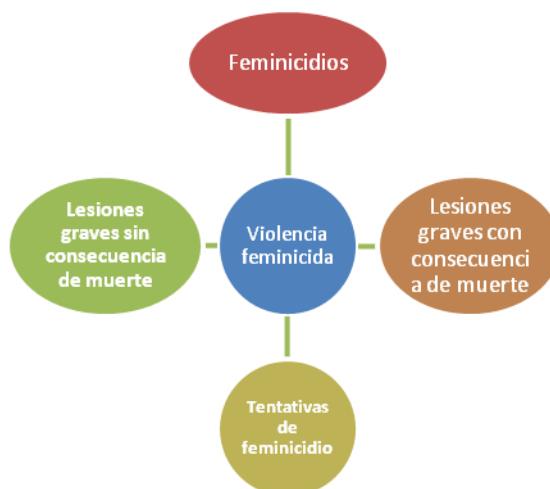 Feminicidios
Lesiones
graves sin
consecuencia
de muerte
Violencia
feminicida
Lesiones
graves con
consecuenci
a de muerte
Tentativas
de
feminicidio